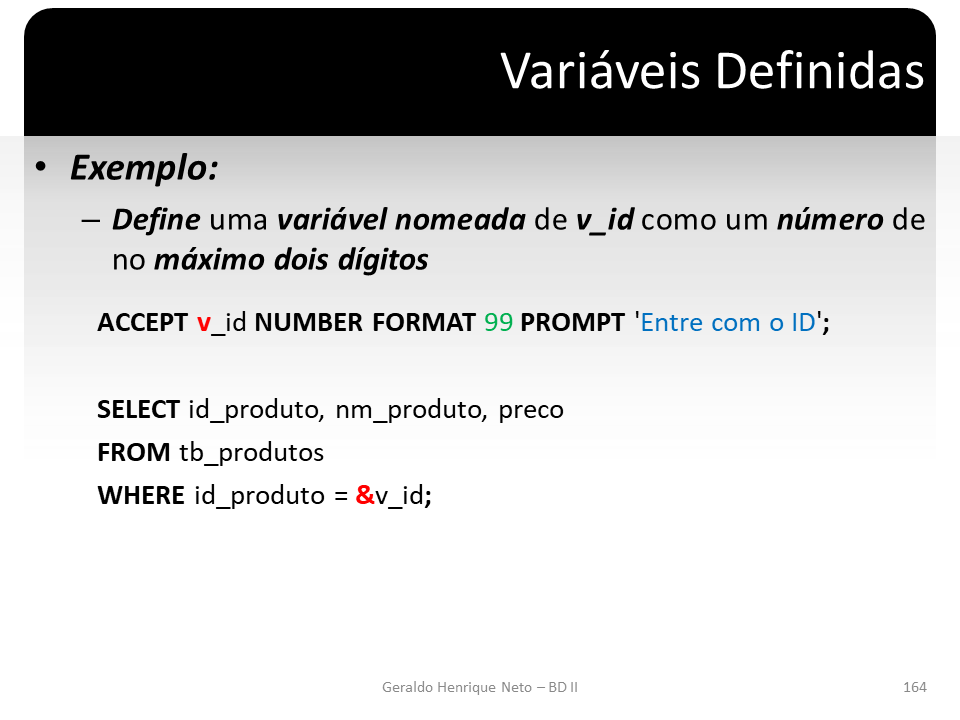 Variáveis Definidas
• Exemplo:
– Define uma variável nomeada de v_id como um número de
no máximo dois dígitos
ACCEPT v_id NUMBER FORMAT 99 PROMPT 'Entre com o ID';
SELECT id_produto, nm_produto, preco
FROM tb_produtos
WHERE id_produto = &v_id;
Geraldo Henrique Neto – BD II
164